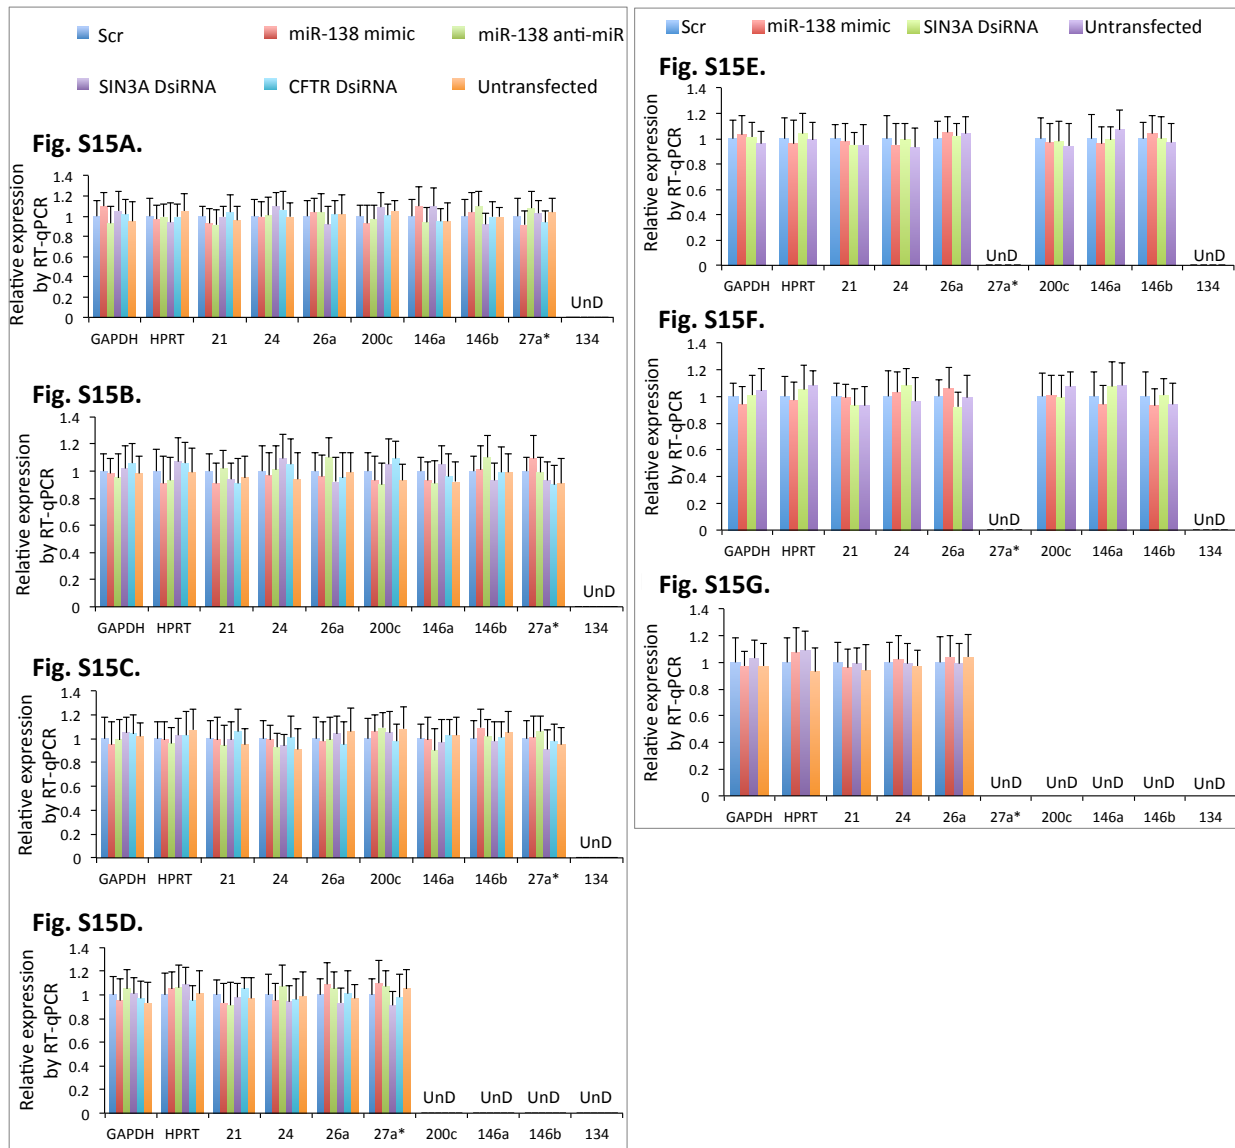 Scr miR-138 mimic miR-138 anti-miR
SIN3A DsiRNA CFTR DsiRNA Untransfected
Fig. S15A.
Relative expression
by RT-qPCR
1.4
1.2
1
0.8
0.6
0.4
0.2
0
UnD
GAPDH HPRT 21 24 26a 200c 146a 146b 27a* 134
Fig. S15B.
Relative expression
by RT-qPCR
1.4
1.2
1
0.8
0.6
0.4
0.2
0
UnD
GAPDH HPRT 21 24 26a 200c 146a 146b 27a* 134
Fig. S15C.
Relative expression
by RT-qPCR
1.4
1.2
1
0.8
0.6
0.4
0.2
0
UnD
GAPDH HPRT 21 24 26a 200c 146a 146b 27a* 134
Fig. S15D.
Relative expression
by RT-qPCR
1.4
1.2
1
0.8
0.6
0.4
0.2
0
UnD UnD UnD UnD
GAPDH HPRT 21 24 26a 27a* 200c 146a 146b 134
Scr miR-138 mimic SIN3A DsiRNA Untransfected
Fig. S15E.
Relative expression
by RT-qPCR
1.4
1.2
1
0.8
0.6
0.4
0.2
0
UnD UnD
GAPDH HPRT 21 24 26a 27a* 200c 146a 146b 134
Fig. S15F.
Relative expression
by RT-qPCR
1.4
1.2
1
0.8
0.6
0.4
0.2
0
UnD UnD
GAPDH HPRT 21 24 26a 27a* 200c 146a 146b 134
Fig. S15G.
Relative expression
by RT-qPCR
1.4
1.2
1
0.8
0.6
0.4
0.2
0
UnD UnD UnD UnD UnD
GAPDH HPRT 21 24 26a 27a* 200c 146a 146b 134